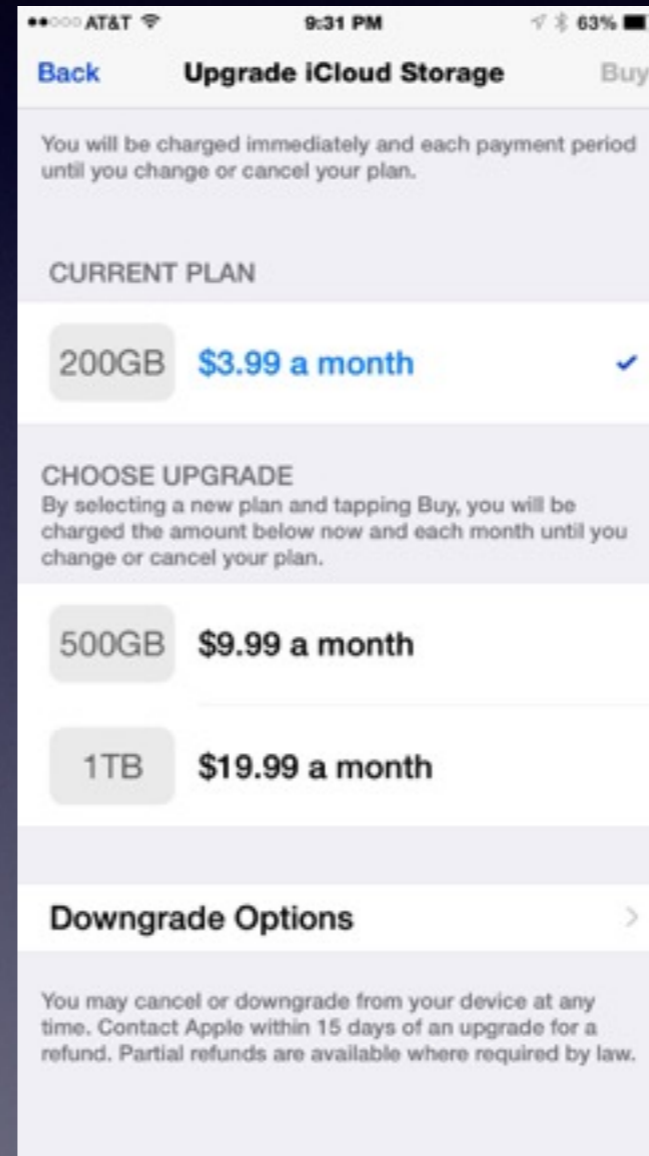 AT&T 9:31 PM 63%
Back Upgrade iCloud Storage Buy
You will be charged immediately and each payment period
until you change or cancel your plan.
CURRENT PLAN
200GB $3.99 a month
CHOOSE UPGRADE
By selecting a new plan and tapping Buy, you will be
charged the amount below now and each month until you
change or cancel your plan.
500GB $9.99 a month
1TB $19.99 a month
Downgrade Options
You may cancel or downgrade from your device at any
time. Contact Apple within 15 days of an upgrade for a
refund. Partial refunds are available where required by law.